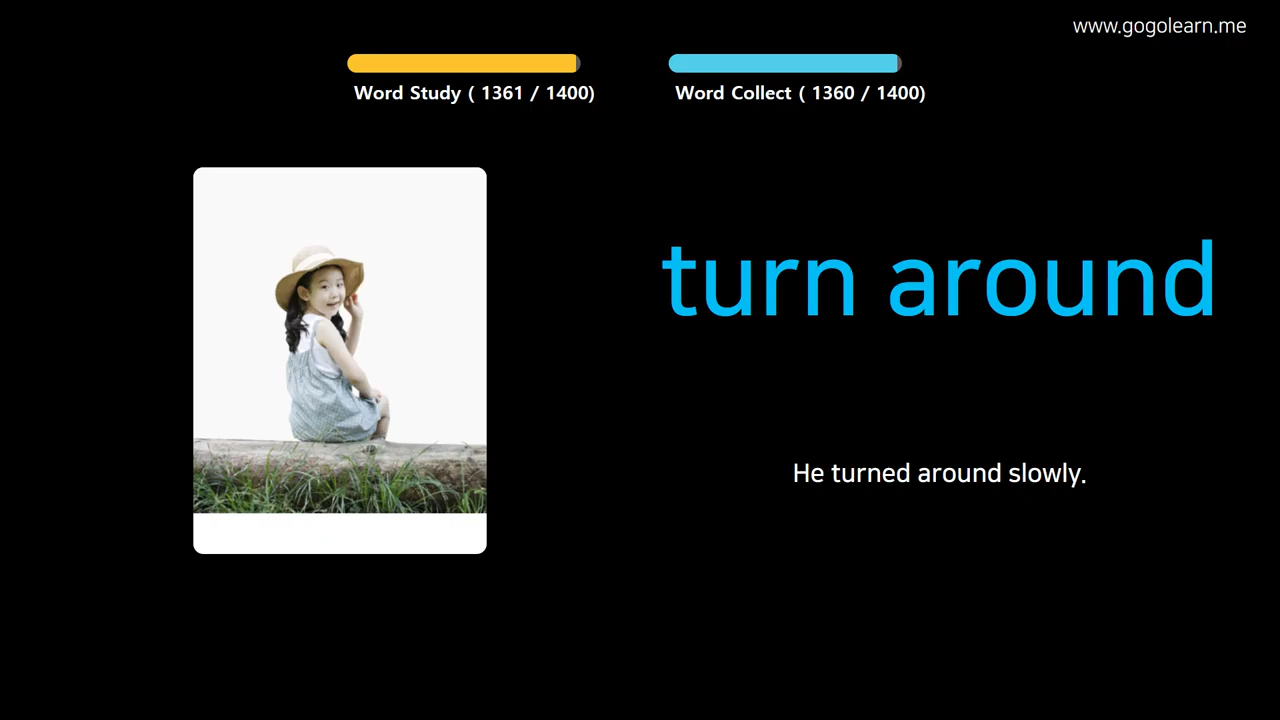 www.gogolearn.me
Word Study ( 1361 / 1400)
Word Collect ( 1360 / 1400)
turn around
He turned around slowly.